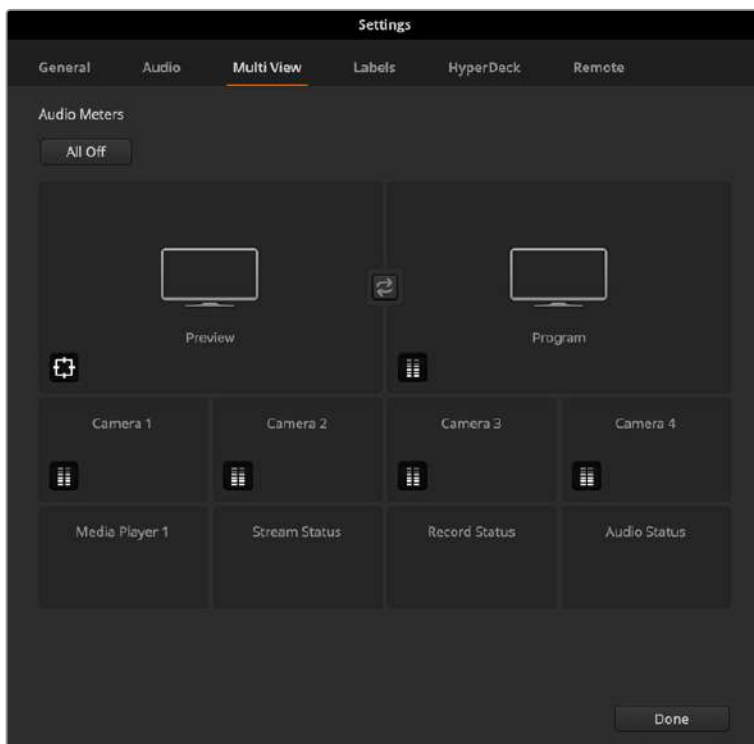 Settings
General Audio Multi View Labels HyperDeck Remote
Audio Meters
All Off
Preview Program
Camera 1 Camera 2 Camera 3 Camera 4
Media Player 1 Stream Status Record Status Audio Status
Done